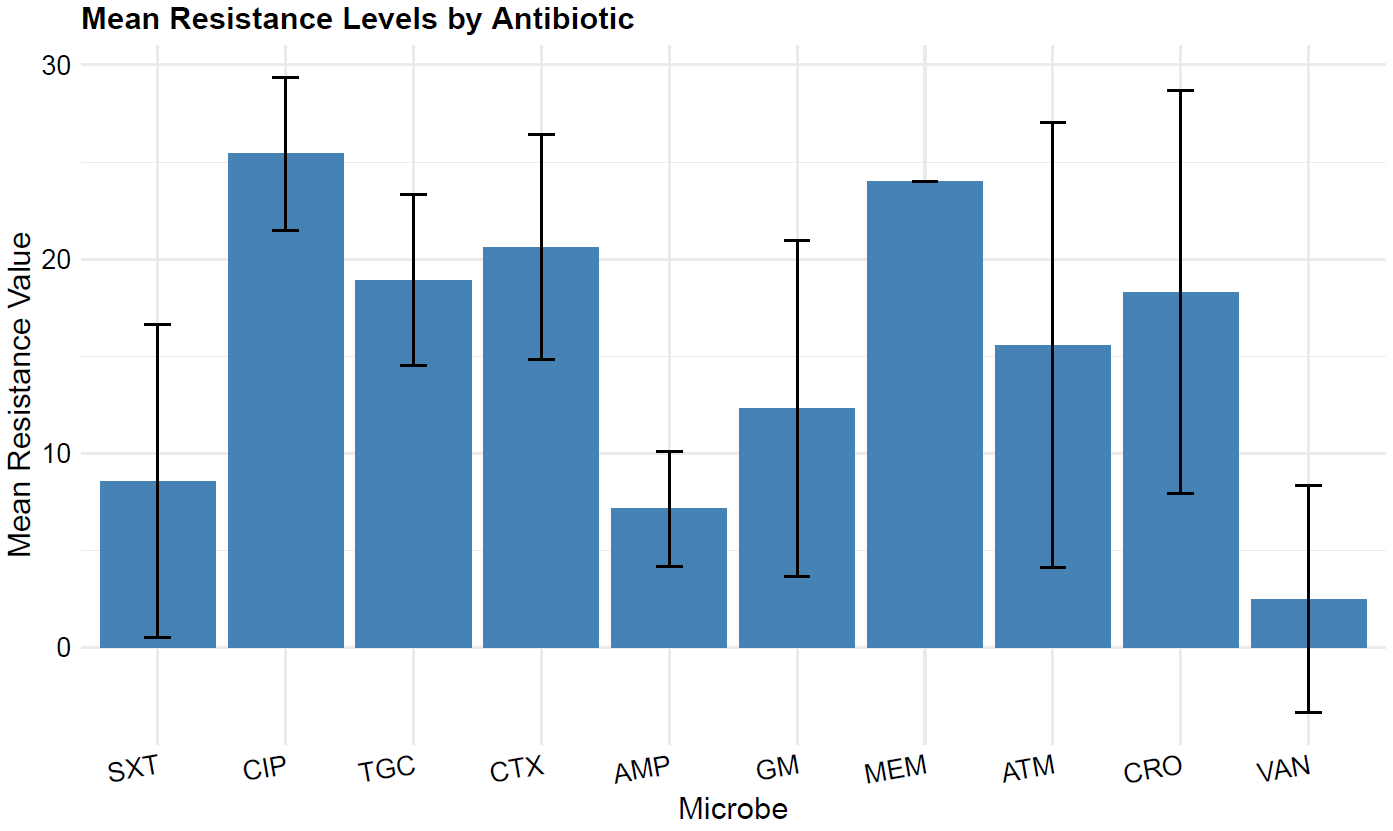 Mean Resistance Levels by Antibiotic
Mean Resistance Value
30
20
10
0
SXT CIP TGC CTX AMP GM MEM ATM CRO VAN
Microbe